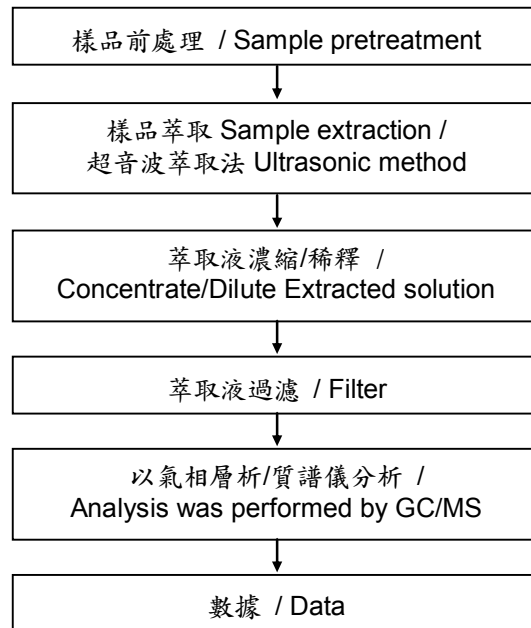 樣品前處理 / Sample pretreatment
樣品萃取 Sample extraction /
超音波萃取法 Ultrasonic method
萃取液濃縮/稀釋 /
Concentrate/Dilute Extracted solution
萃取液過濾 / Filter
以氣相層析/質譜儀分析 /
Analysis was performed by GC/MS
數據 / Data